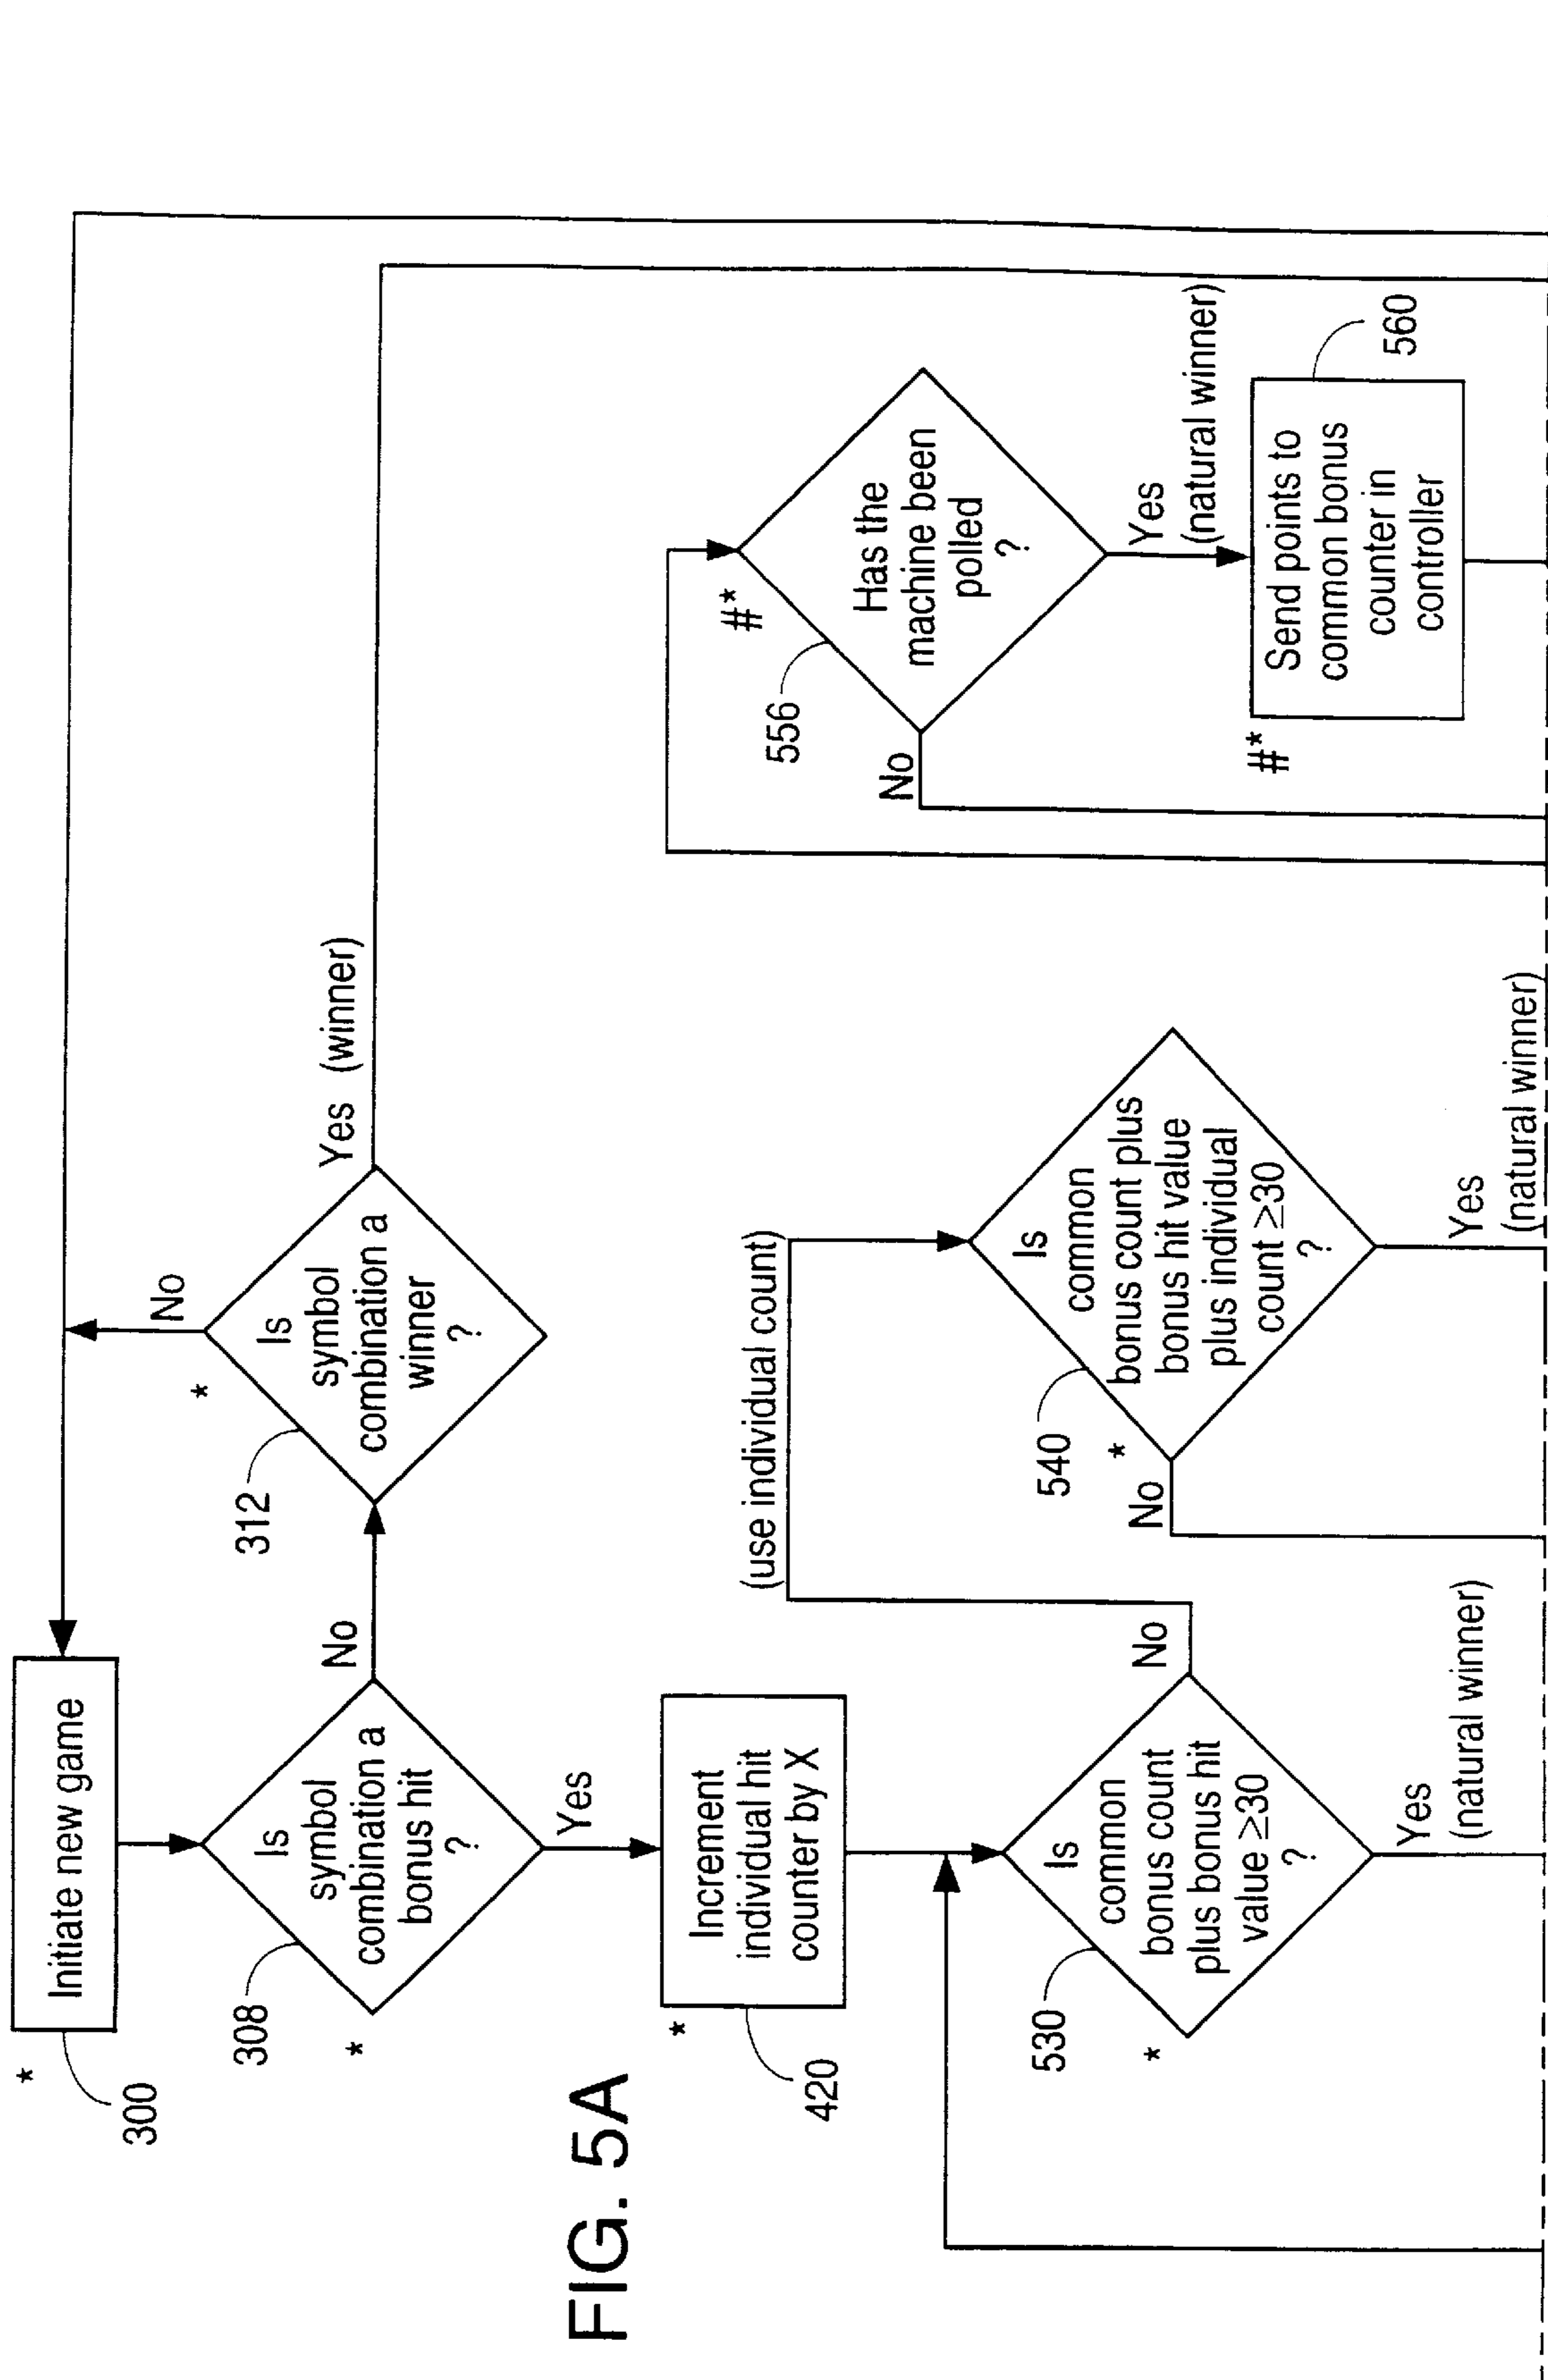 FIG. 5A
*
300
Initiate new game
308
*
Is
symbol
combination a
bonus hit
?
No
Yes
312
*
Is
symbol
combination a
winner
?
No
Yes (winner)
*
420
Increment
individual hit
counter by X
530
*
Is
common
bonus count
plus bonus hit
value ≥30
?
No
Yes
(natural winner)
(use individual count)
540
*
Is
common
bonus count plus
bonus hit value
plus individual
count ≥30
?
No
Yes
(natural winner)
556
#*
Has the
machine been
polled
?
No
Yes
(natural winner)
#*
560
Send points to
common bonus
counter in
controller